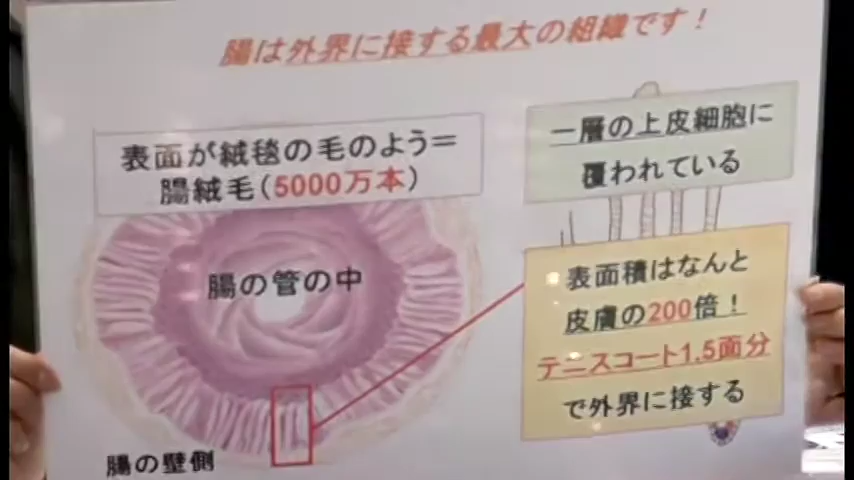 腸は外界に接する最大の組織です！
表面が絨毯の毛のよう＝
腸絨毛（5000万本）
一層の上皮細胞に
覆われている
腸の管の中
表面積はなんと
皮膚の200倍！
テニスコート1.5面分
で外界に接する
腸の壁側